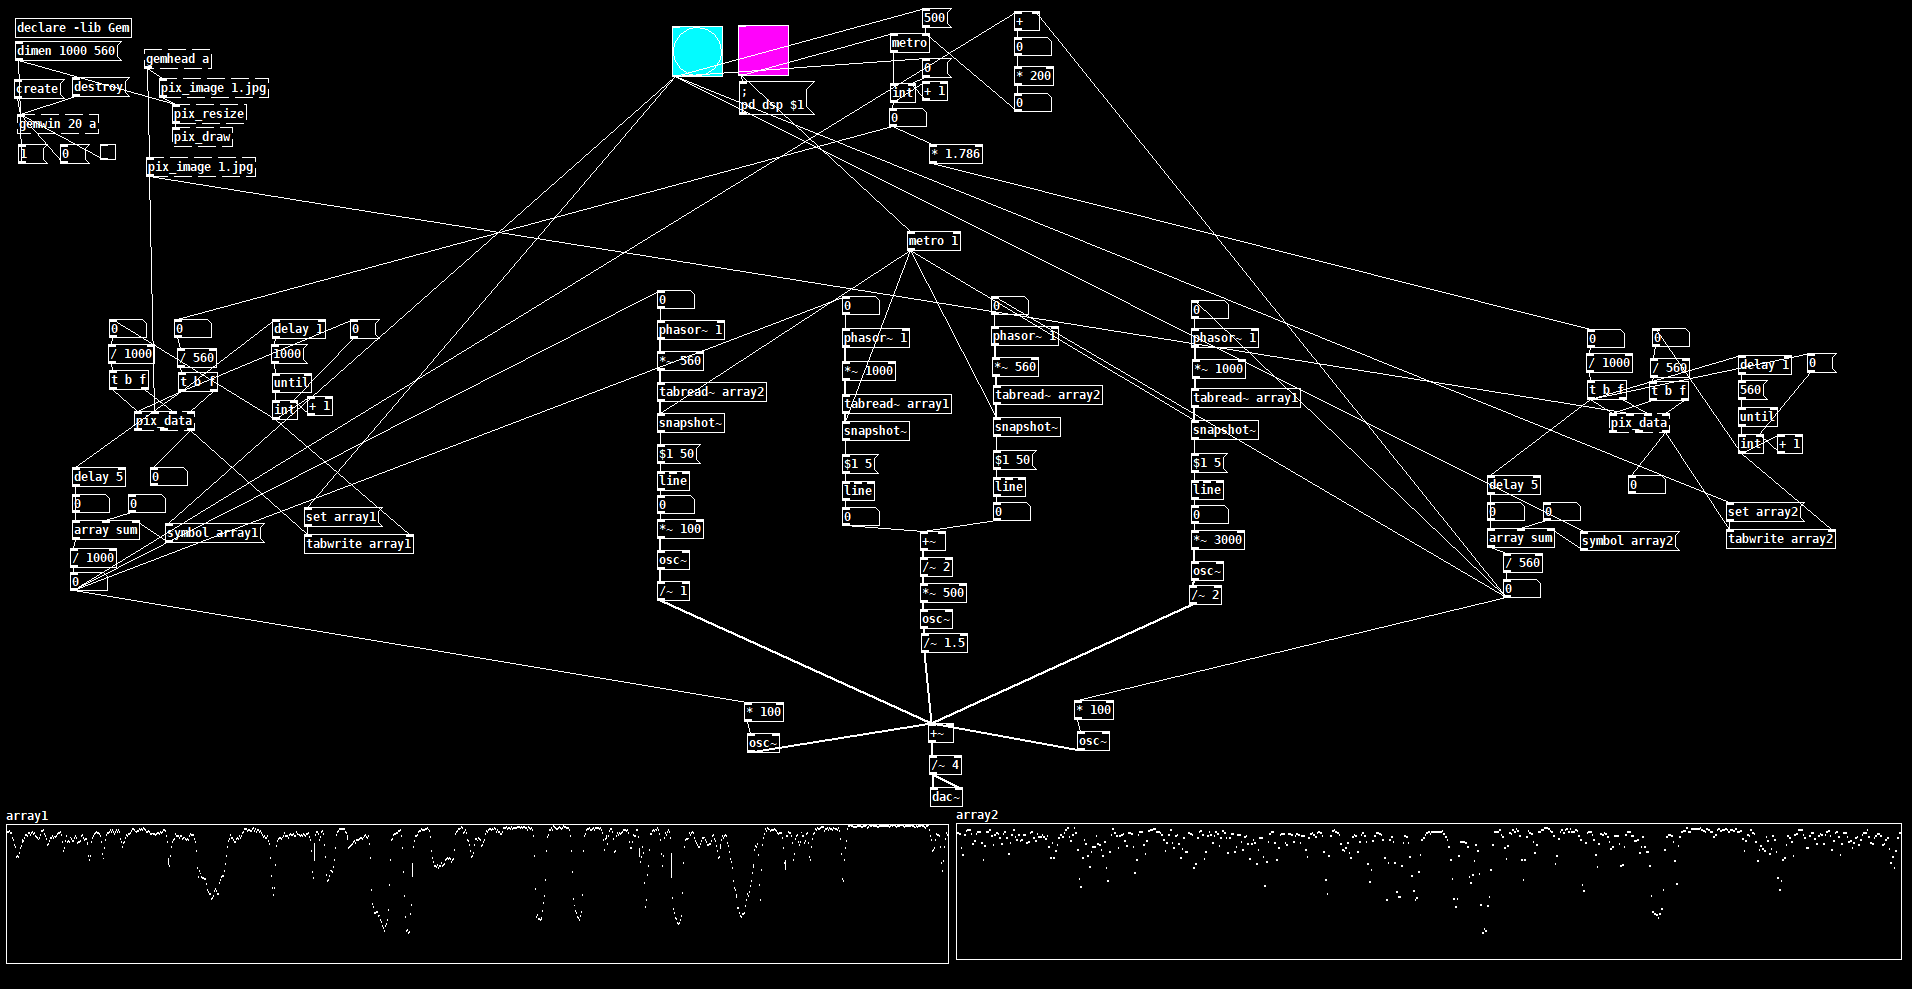 declare -lib Gem
dimen 1000 560
create
destroy
gemwin 20 a
1
0
gemhead a
pix_image 1.jpg
pix_resize
pix_draw
pix_image 1.jpg
;
pd dsp $1
500
metro
0
int
+ 1
0
* 1.786
+
0
* 200
0
metro 1
0
/ 1000
t b f
0
/ 560
t b f
pix_data
delay 1
1000
until
int
+ 1
0
delay 5
0
0
0
array sum
/ 1000
0
symbol array1
set array1
tabwrite array1
0
phasor~ 1
*~ 560
tabread~ array2
snapshot~
$1 50
line
0
*~ 100
osc~
/~ 1
0
phasor~ 1
*~ 1000
tabread~ array1
snapshot~
$1 5
line
0
0
phasor~ 1
*~ 560
tabread~ array2
snapshot~
$1 50
line
0
+~
/~ 2
*~ 500
osc~
/~ 1.5
0
phasor~ 1
*~ 1000
tabread~ array1
snapshot~
$1 5
line
0
*~ 3000
osc~
/~ 2
0
/ 1000
t b f
0
/ 560
t b f
pix_data
delay 1
560
until
int
+ 1
0
delay 5
0
0
0
array sum
/ 560
0
symbol array2
set array2
tabwrite array2
* 100
osc~
* 100
osc~
+~
/~ 4
dac~
array1
array2